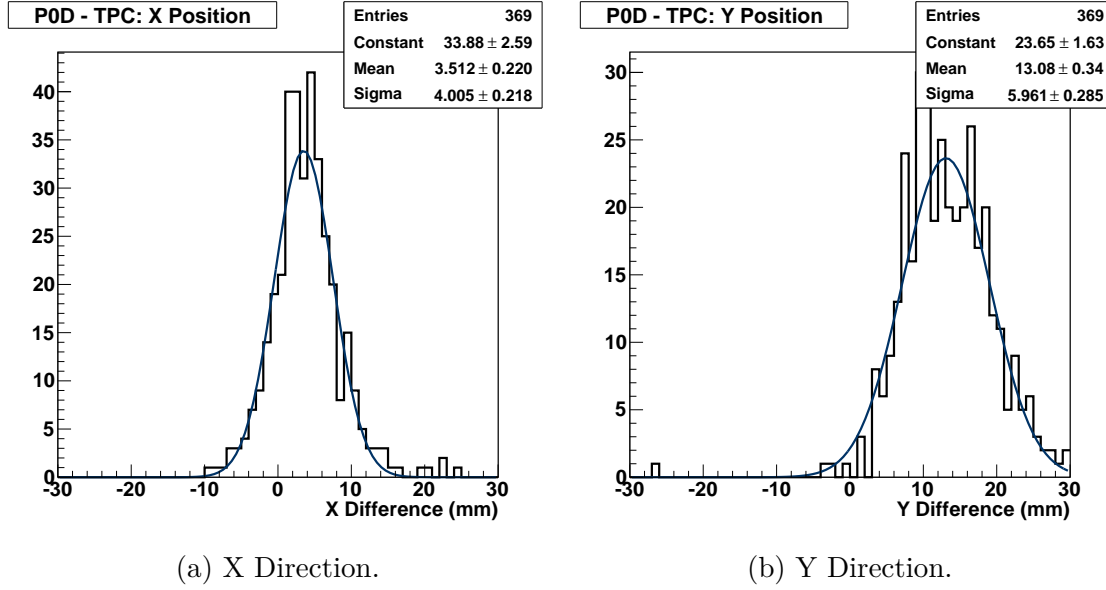 P0D - TPC: X Position
Entries 369
Constant 33.88 ± 2.59
Mean 3.512 ± 0.220
Sigma 4.005 ± 0.218
40
35
30
25
20
15
10
5
0
-30 -20 -10 0 10 20 30
X Difference (mm)
(a) X Direction.
P0D - TPC: Y Position
Entries 369
Constant 23.65 ± 1.63
Mean 13.08 ± 0.34
Sigma 5.961 ± 0.285
30
25
20
15
10
5
0
-30 -20 -10 0 10 20 30
Y Difference (mm)
(b) Y Direction.